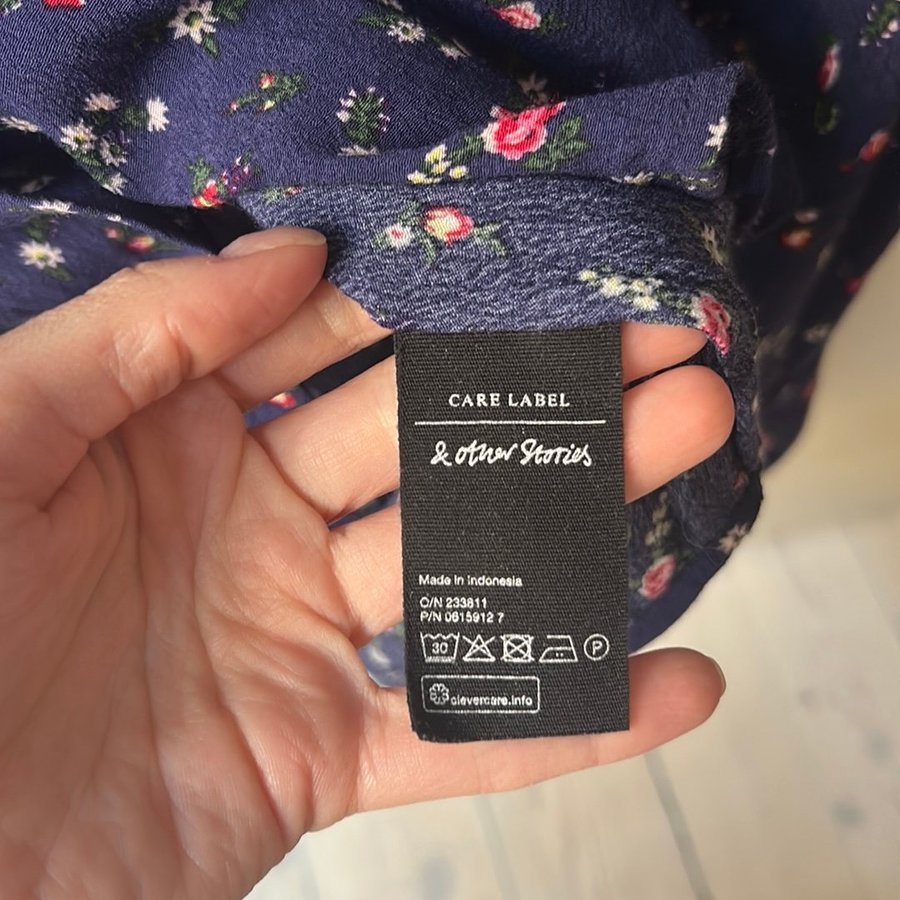 CARE LABEL
& other Stories
Made in Indonesia
O/N 233811
P/N 0615912 7
30 P
clevercare.info